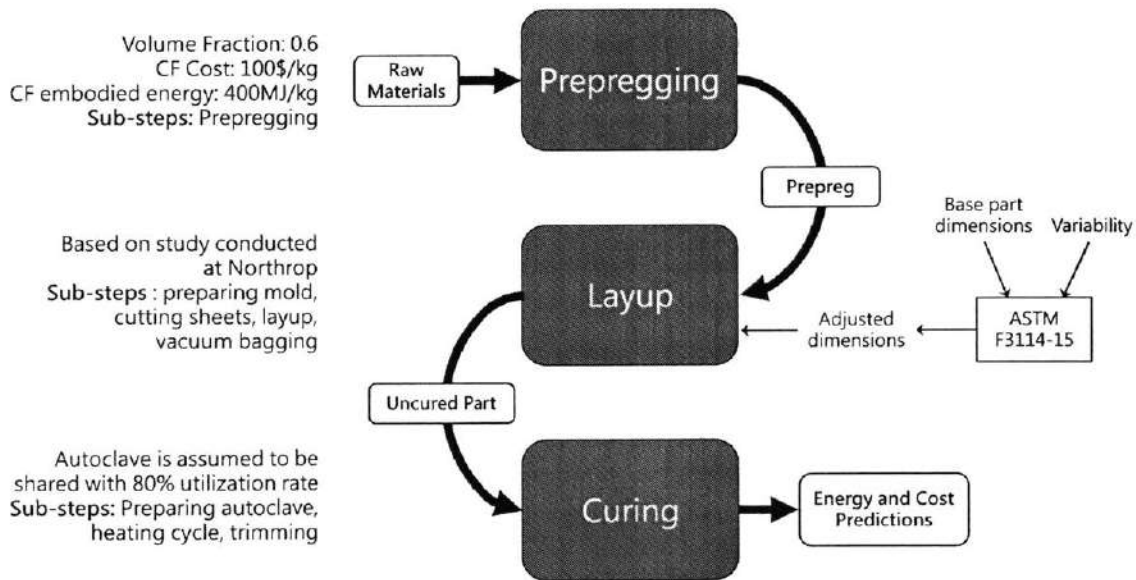 Volume Fraction: 0.6
CF Cost: 100$/kg
CF embodied energy: 400MJ/kg
Sub-steps: Prepregging
Raw
Materials
Prepregging
Prepreg
Based on study conducted
at Northrop
Sub-steps : preparing mold,
cutting sheets, layup,
vacuum bagging
Layup
Base part
dimensions
Variability
ASTM
F3114-15
Adjusted
dimensions
Uncured Part
Autoclave is assumed to be
shared with 80% utilization rate
Sub-steps: Preparing autoclave,
heating cycle, trimming
Curing
Energy and Cost
Predictions